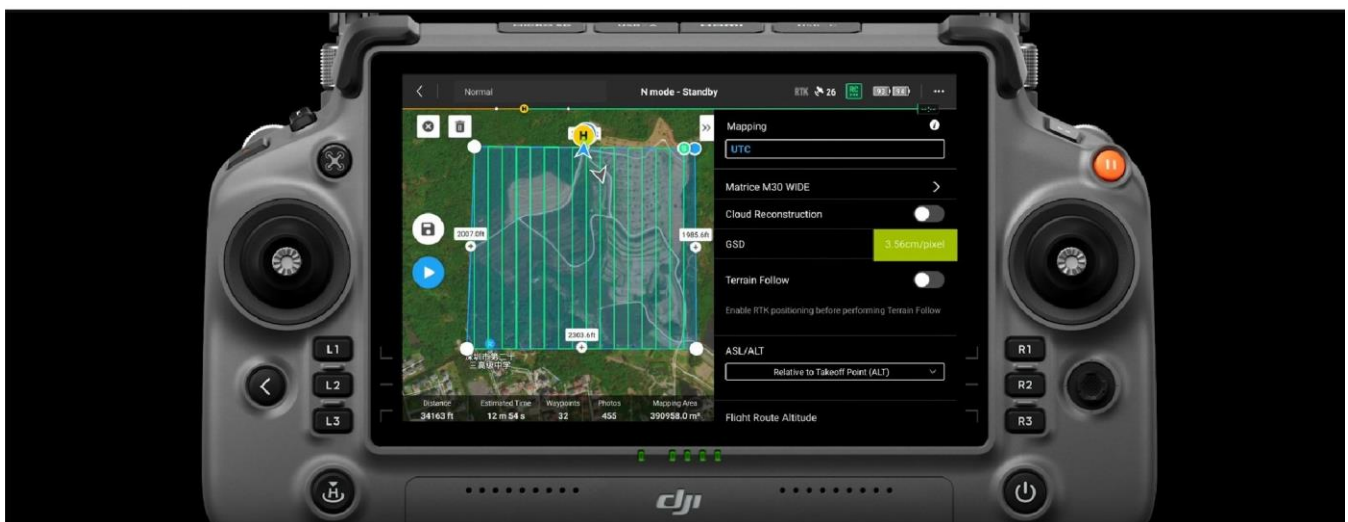 Normal
N mode - Standby
RTK
26
H
Mapping
UTC
Matrice M30 WIDE
Cloud Reconstruction
GSD
3.56cm/pixel
Terrain Follow
Enable RTK positioning before performing Terrain Follow
ASL/ALT
Relative to Takeoff Point (ALT)
Flight Route Altitude
2007.0ft
1985.6ft
2303.6ft
深圳市第二十
三高级中学
Distance
34163 ft
Estimated Time
12 m 54 s
Waypoints
32
Photos
455
Mapping Area
390958.0 m²
L1
L2
L3
R1
R2
R3
H
dji